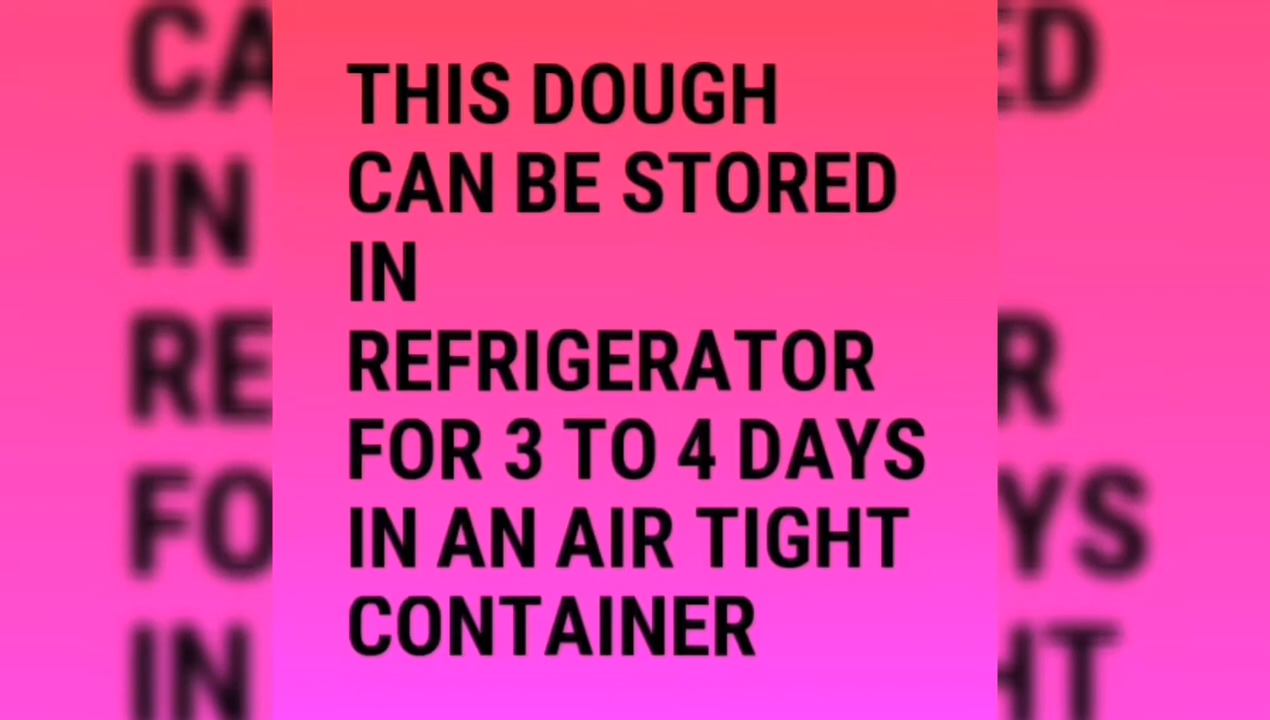 THIS DOUGH
CAN BE STORED
IN
REFRIGERATOR
FOR 3 TO 4 DAYS
IN AN AIR TIGHT
CONTAINER